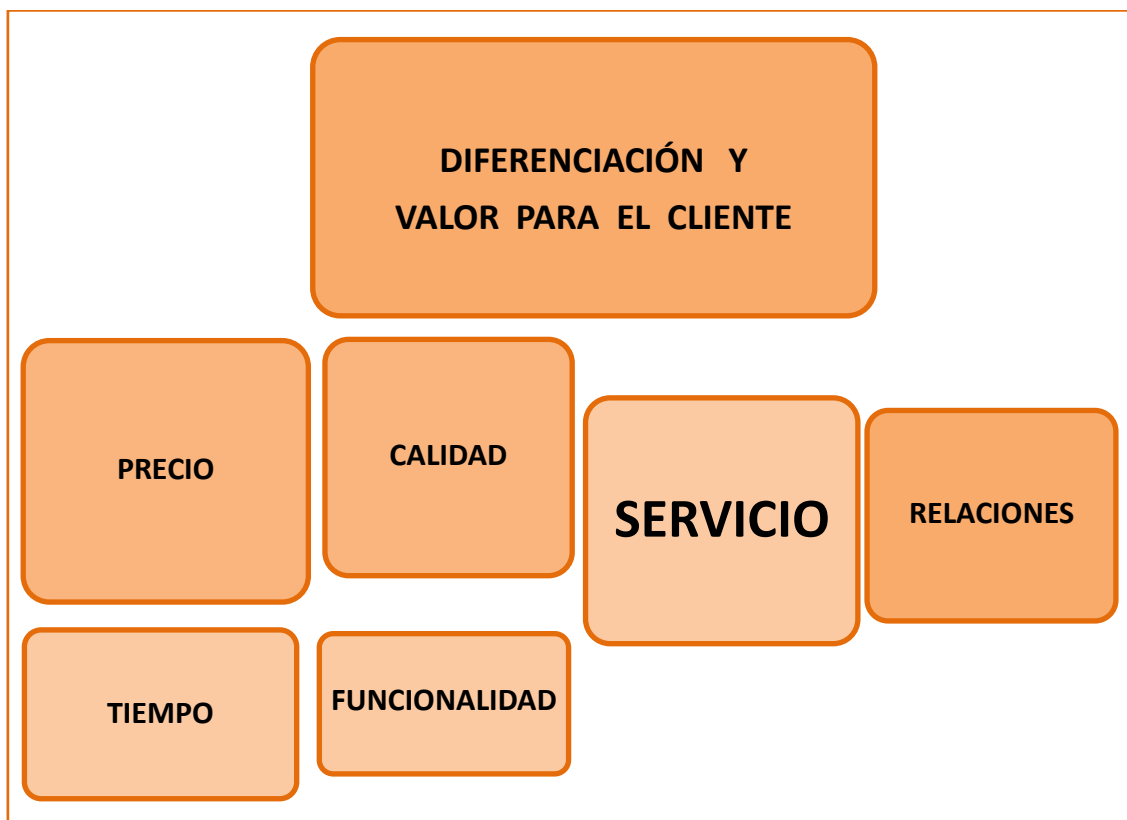 DIFERENCIACIÓN Y
VALOR PARA EL CLIENTE
PRECIO
CALIDAD
SERVICIO
RELACIONES
TIEMPO
FUNCIONALIDAD